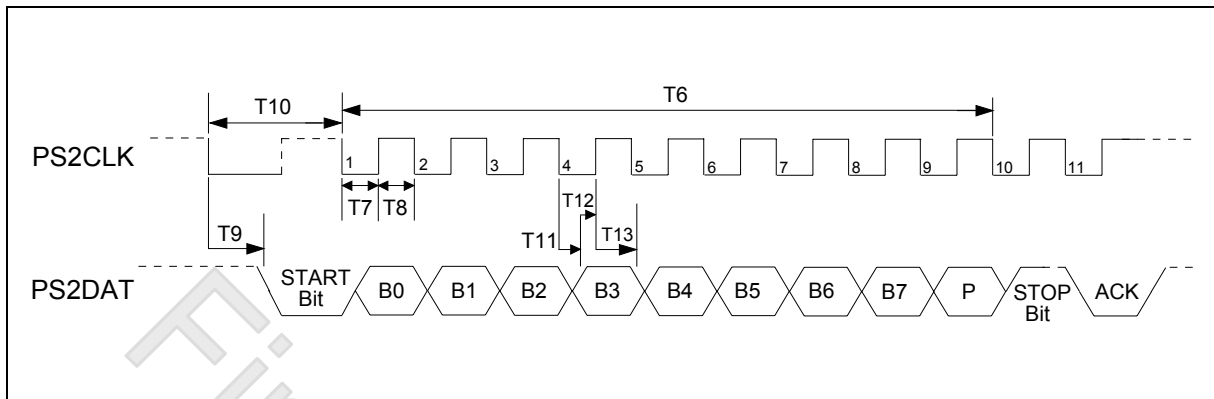 T10
T6
PS2CLK
1 2 3 4 5 6 7 8 9 10 11
T7 T8
T12
T9
T11
T13
PS2DAT
START Bit
B0 B1 B2 B3 B4 B5 B6 B7 P
STOP Bit
ACK